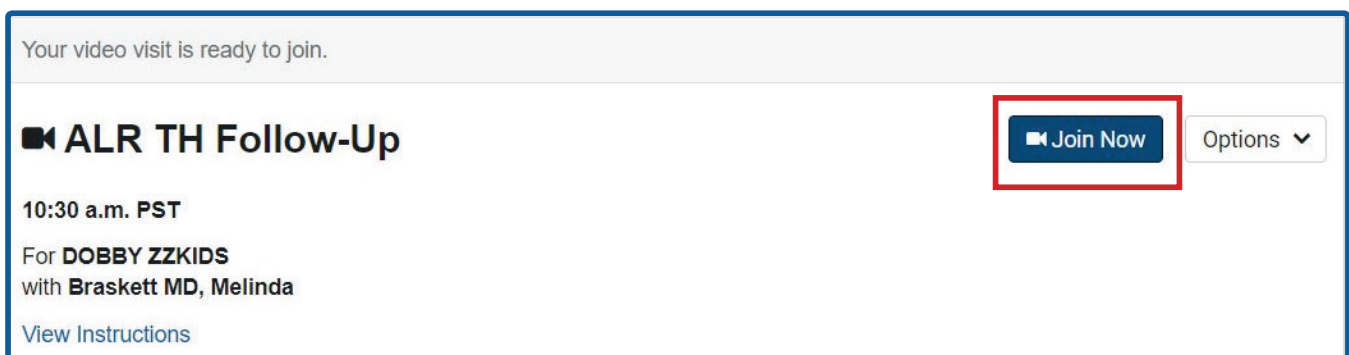 Your video visit is ready to join.
ALR TH Follow-Up
Join Now
Options
10:30 a.m. PST
For DOBBY ZZKIDS
with Braskett MD, Melinda
View Instructions